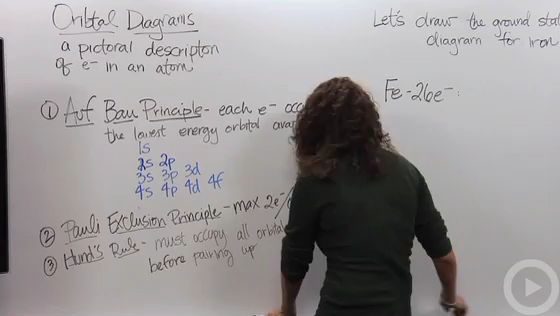 Oribtal Diagrams
a pictoral descripton
of e- in an atom
① Auf Bau Principle - each e-
the lowest energy orbital
1s
2s 2p
3s 3p 3d
4s 4p 4d 4f
② Pauli Exclusion Principle - max 2e-/
③ Hund's Rule - must occupy all
before pairing up
Let's draw the ground
diagram for iron
Fe - 26e-: